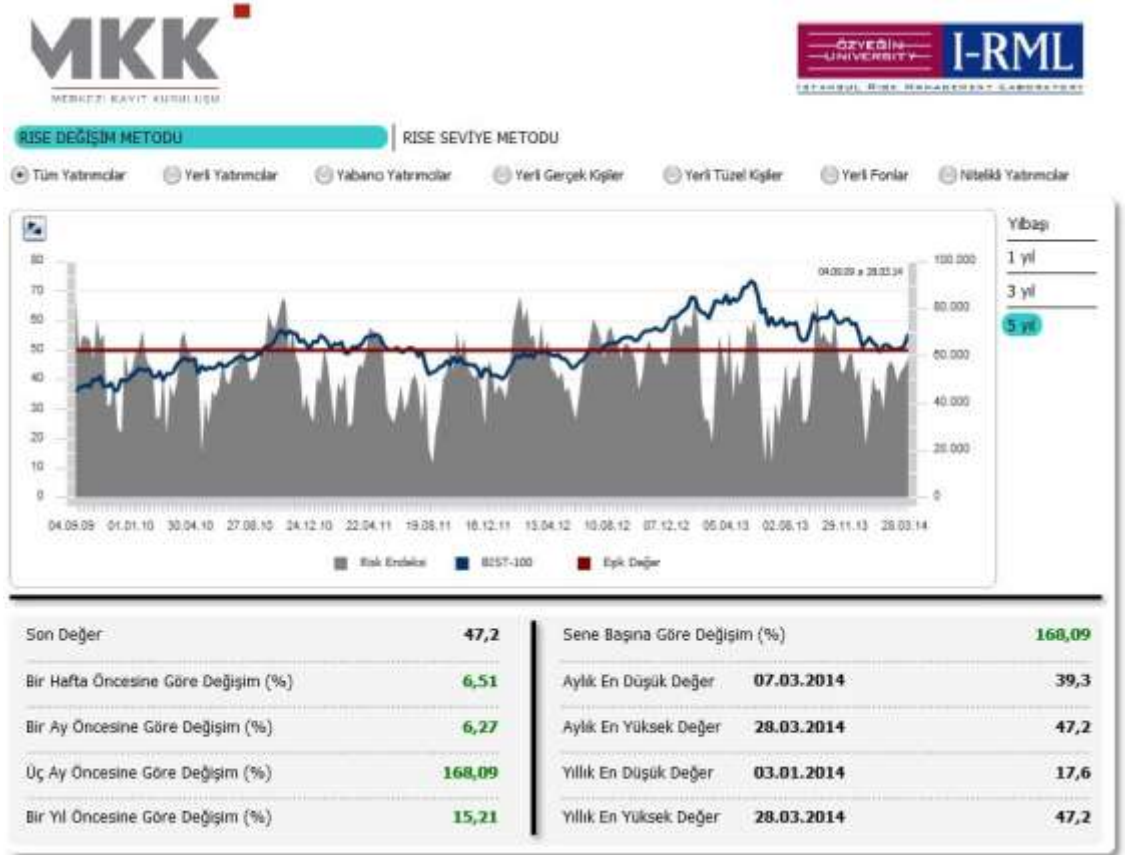 MKK
MERKEZİ KAYIT KURULUŞU
ÖZYEĞİN
UNIVERSITY
I-RML
ISTANBUL RISK MANAGEMENT LABORATORY
RISE DEĞİŞİM METODU
RISE SEVİYE METODU
Tüm Yatırımcılar Yerli Yatırımcılar Yabancı Yatırımcılar Yerli Gerçek Kişiler Yerli Tüzel Kişiler Yerli Fonlar Nitelikli Yatırımcılar
Yılbaşı
1 yıl
3 yıl
5 yıl
04.09.09 » 28.03.14
80
70
60
50
40
30
20
10
0
100.000
80.000
60.000
40.000
20.000
0
04.09.09 01.01.10 30.04.10 27.08.10 24.12.10 22.04.11 19.08.11 16.12.11 13.04.12 10.08.12 07.12.12 05.04.13 02.08.13 29.11.13 28.03.14
Risk Endeksi BIST-100 Eşik Değer
Son Değer 47,2
Bir Hafta Öncesine Göre Değişim (%) 6,51
Bir Ay Öncesine Göre Değişim (%) 6,27
Üç Ay Öncesine Göre Değişim (%) 168,09
Bir Yıl Öncesine Göre Değişim (%) 15,21
Sene Başına Göre Değişim (%) 168,09
Aylık En Düşük Değer 07.03.2014 39,3
Aylık En Yüksek Değer 28.03.2014 47,2
Yıllık En Düşük Değer 03.01.2014 17,6
Yıllık En Yüksek Değer 28.03.2014 47,2